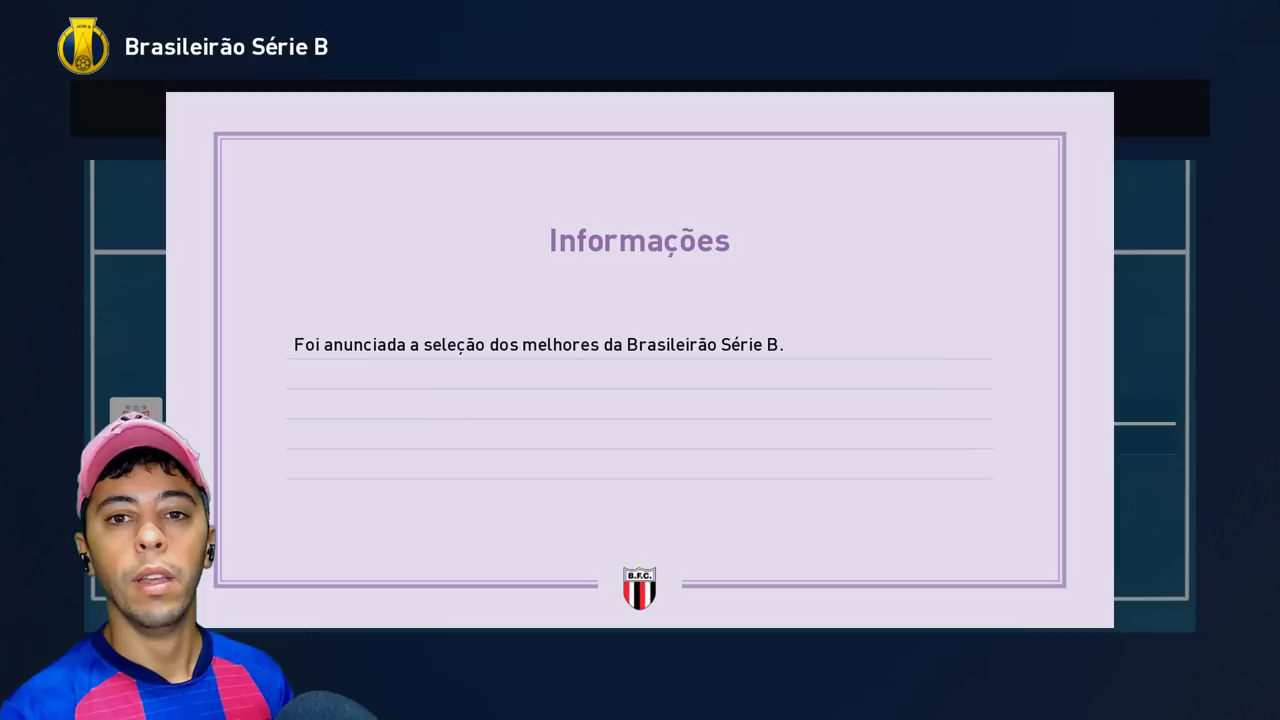 Brasileirão Série B
Informações
Foi anunciada a seleção dos melhores da Brasileirão Série B.
B.F.C.